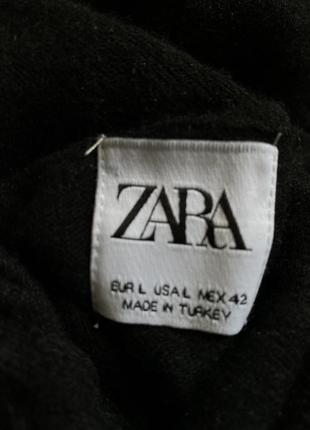 ZARA
EUR L USA L MEX 42
MADE IN TURKEY